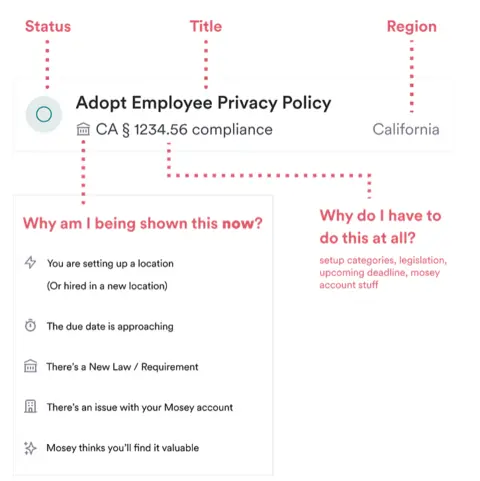 Status Title Region
Adopt Employee Privacy Policy
CA § 1234.56 compliance
California
Why am I being shown this now?
You are setting up a location
(Or hired in a new location)
The due date is approaching
There's a New Law / Requirement
There's an issue with your Mosey account
Mosey thinks you'll find it valuable
Why do I have to
do this at all?
setup categories, legislation,
upcoming deadline, mosey
account stuff